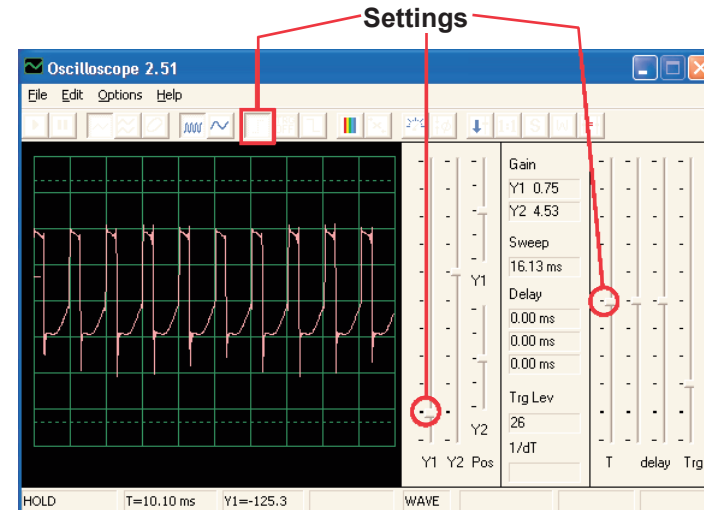 Settings
Oscilloscope 2.51
File Edit Options Help
Gain
Y1 0.75
Y2 4.53
Sweep
16.13 ms
Delay
0.00 ms
0.00 ms
0.00 ms
Trg Lev
26
1/dT
Y1
Y2
Y1 Y2 Pos
T delay Trg
HOLD T=10.10 ms Y1=-125.3 WAVE